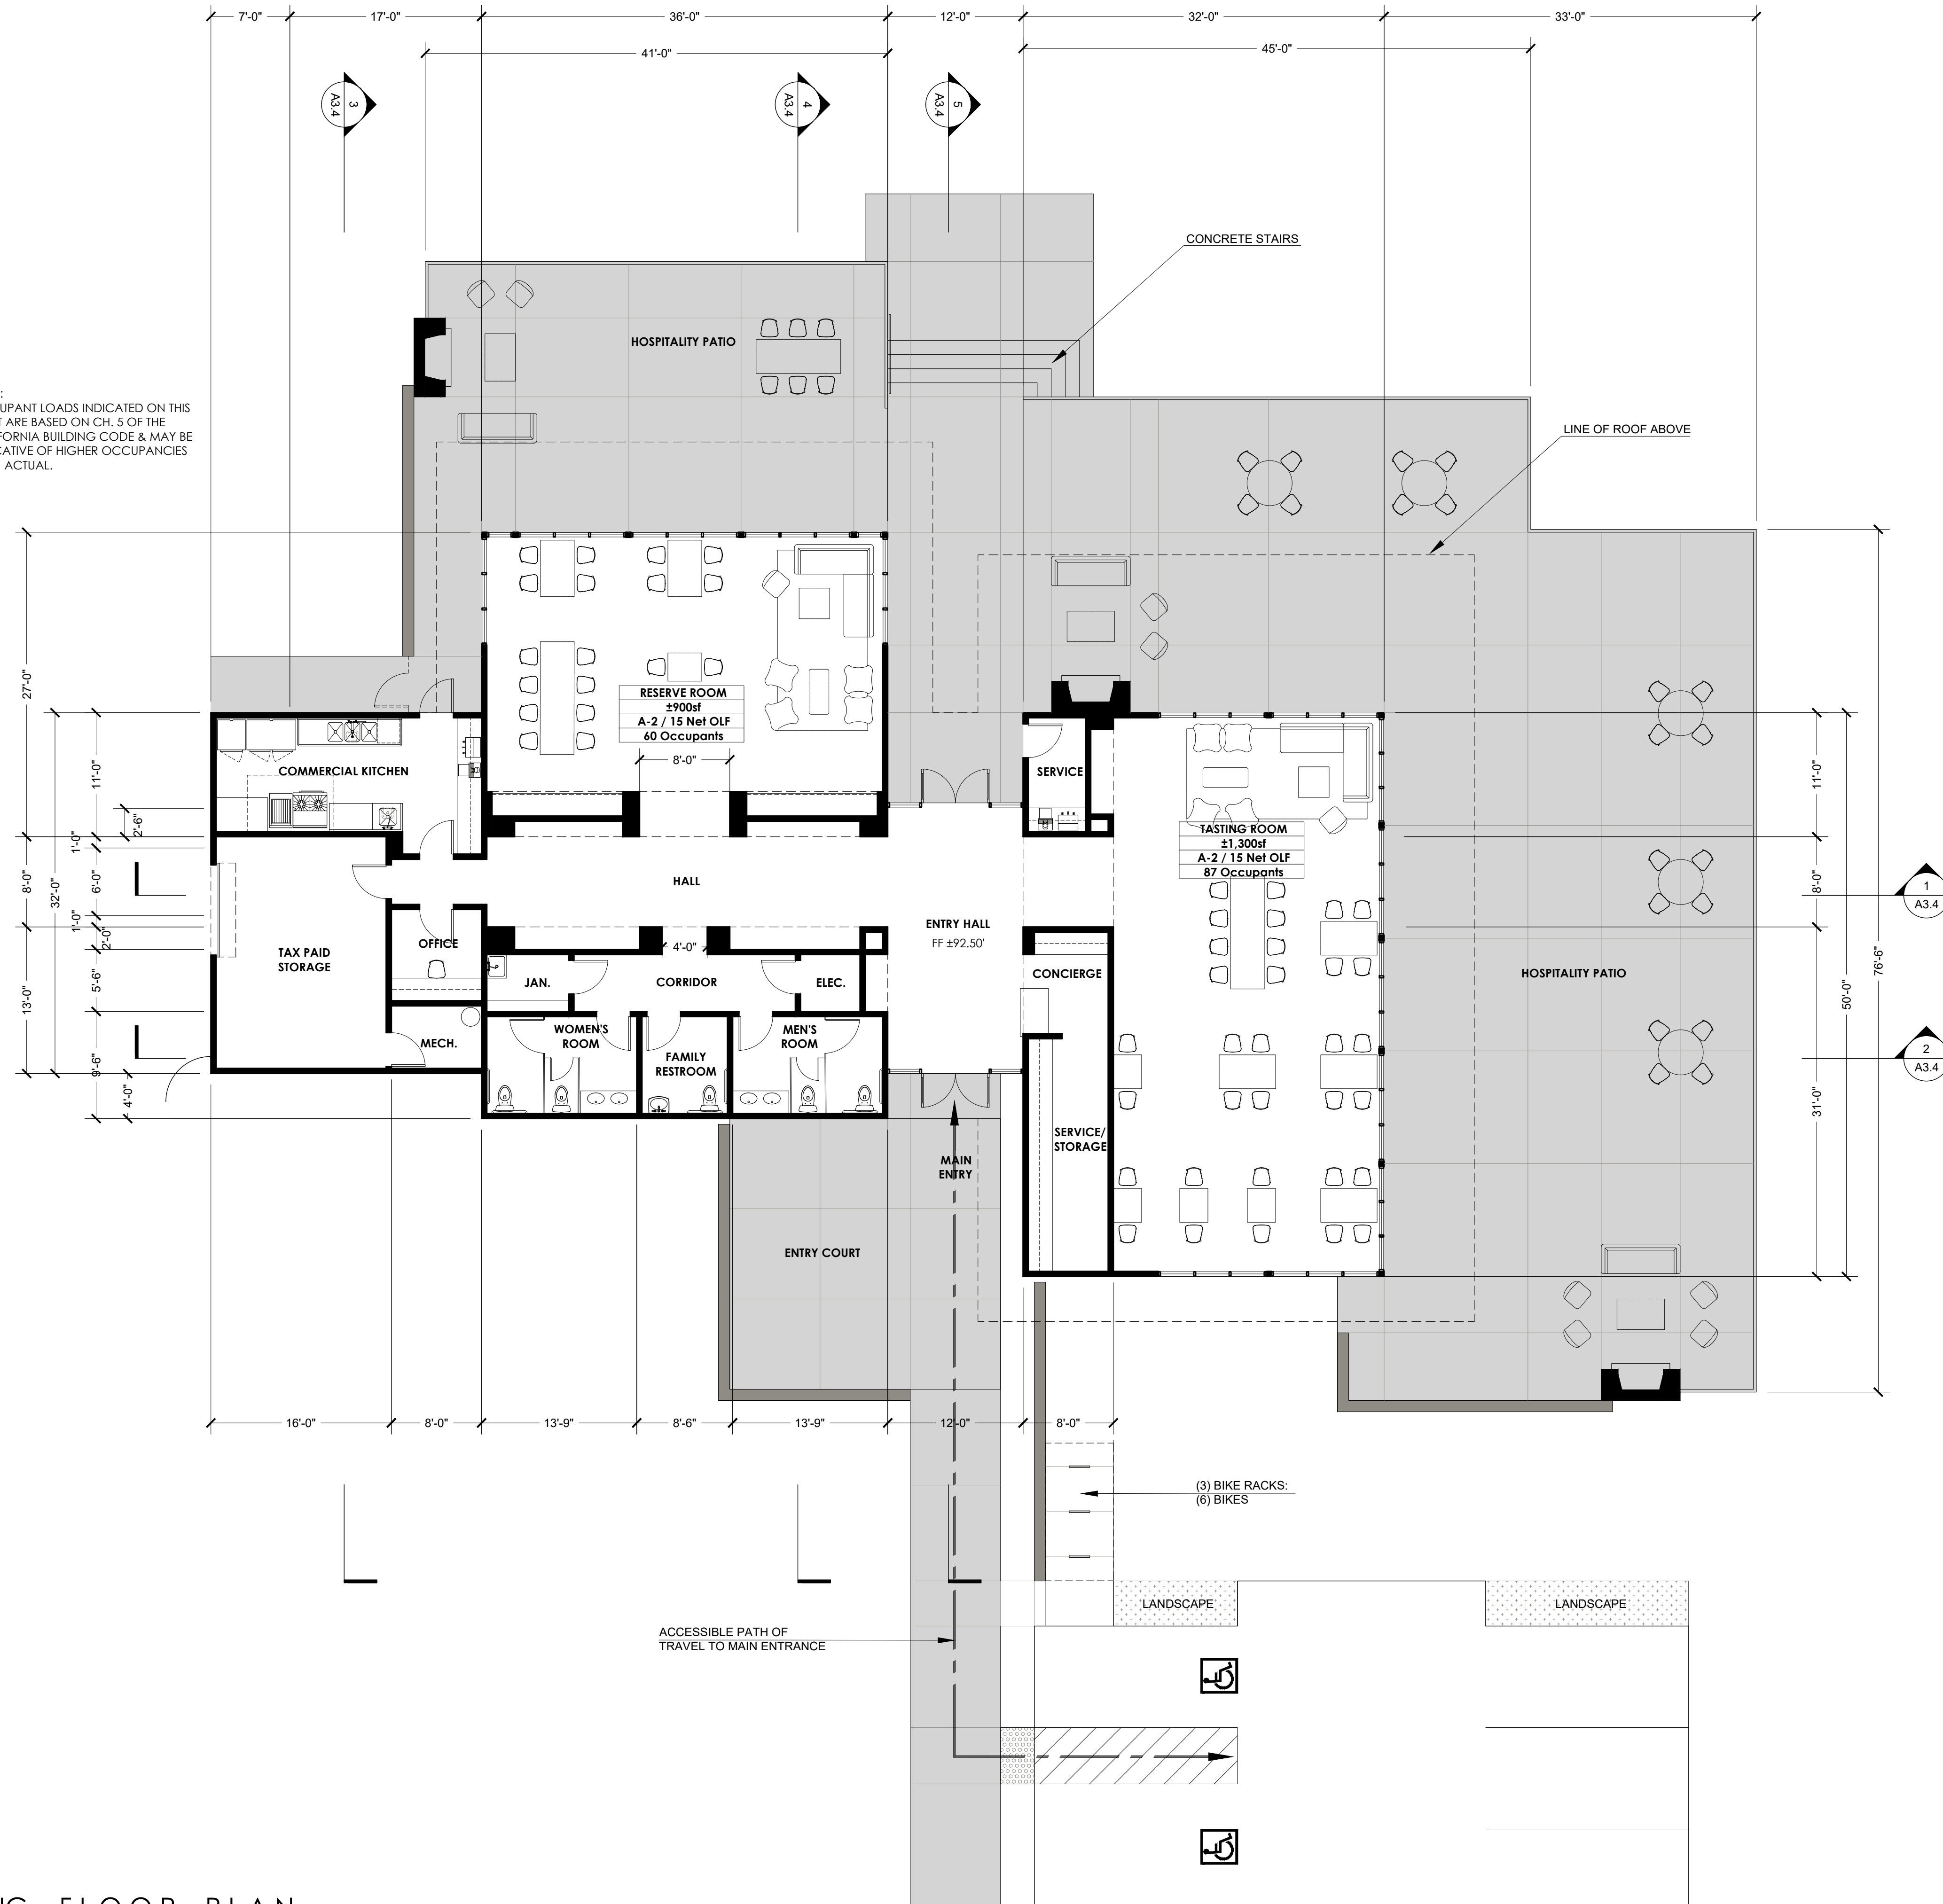 7'-0"
17'-0"
36'-0"
12'-0"
32'-0"
33'-0"
41'-0"
45'-0"
3
A3.4
4
A3.4
5
A3.4
CONCRETE STAIRS
HOSPITALITY PATIO
:
UPANT LOADS INDICATED ON THIS
T ARE BASED ON CH. 5 OF THE
FORNIA BUILDING CODE & MAY BE
CATIVE OF HIGHER OCCUPANCIES
ACTUAL.
LINE OF ROOF ABOVE
RESERVE ROOM
±900sf
A-2 / 15 Net OLF
60 Occupants
8'-0"
COMMERCIAL KITCHEN
SERVICE
TASTING ROOM
±1,300sf
A-2 / 15 Net OLF
87 Occupants
27'-0"
8'-0"
13'-0"
32'-0"
11'-0"
2'-6"
1'-0"
6'-0"
1'-0"
2'-0"
5'-6"
9'-6"
4'-0"
HALL
ENTRY HALL
FF ±92.50'
OFFICE
4'-0"
TAX PAID
STORAGE
JAN.
CORRIDOR
ELEC.
CONCIERGE
HOSPITALITY PATIO
11'-0"
8'-0"
31'-0"
50'-0"
76'-6"
1
A3.4
2
A3.4
MECH.
WOMEN'S
ROOM
FAMILY
RESTROOM
MEN'S
ROOM
SERVICE/
STORAGE
MAIN
ENTRY
ENTRY COURT
16'-0"
8'-0"
13'-9"
8'-6"
13'-9"
12'-0"
8'-0"
(3) BIKE RACKS:
(6) BIKES
LANDSCAPE
LANDSCAPE
ACCESSIBLE PATH OF
TRAVEL TO MAIN ENTRANCE
FLOOR PLAN